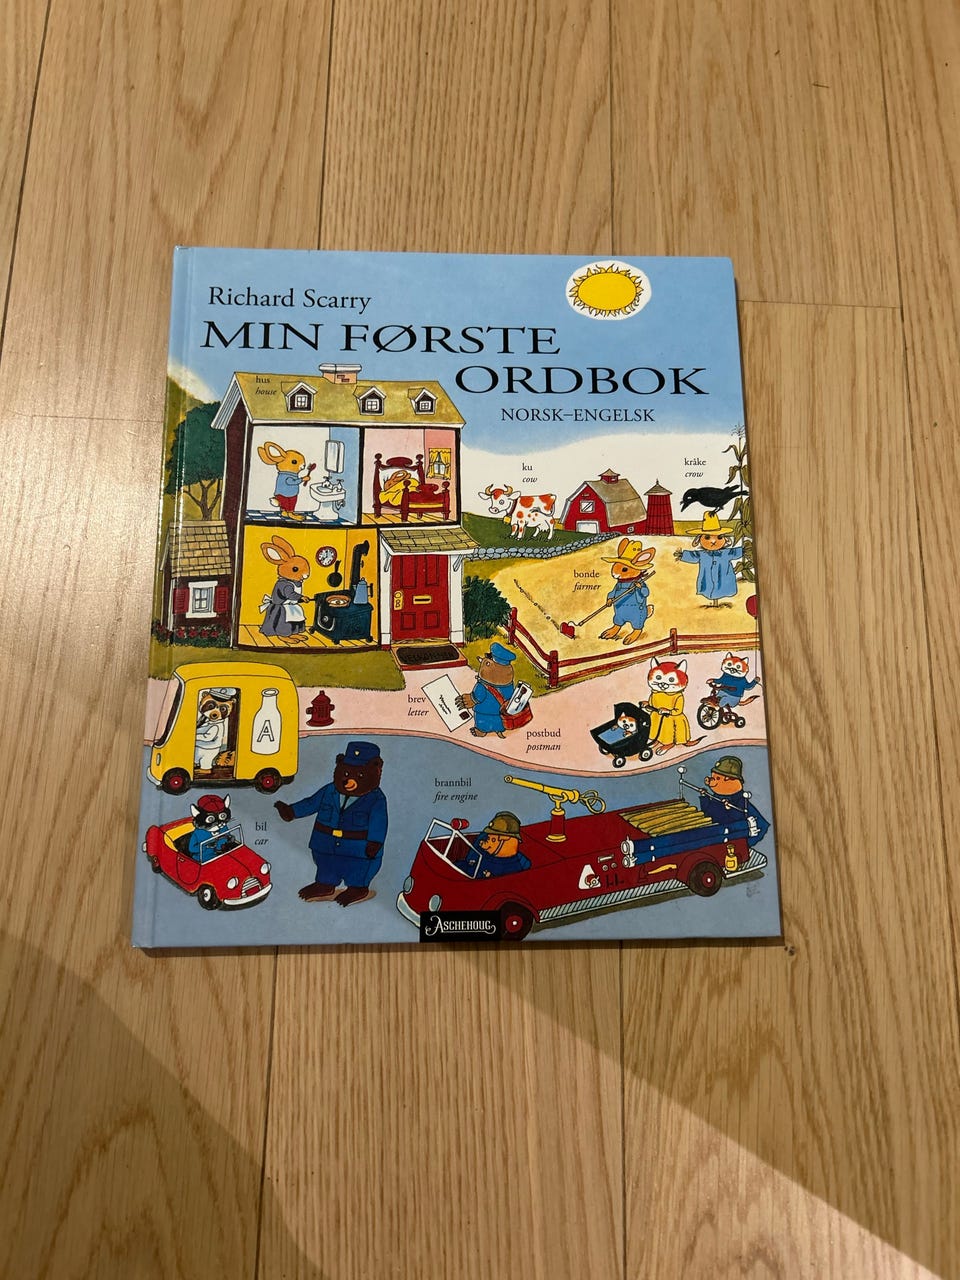 Richard Scarry
MIN FØRSTE
ORDBOK
NORSK–ENGELSK
hus
house
ku
cow
kråke
crow
bonde
farmer
brev
letter
postbud
postman
A
brannbil
fire engine
bil
car
ASCHEHOUG